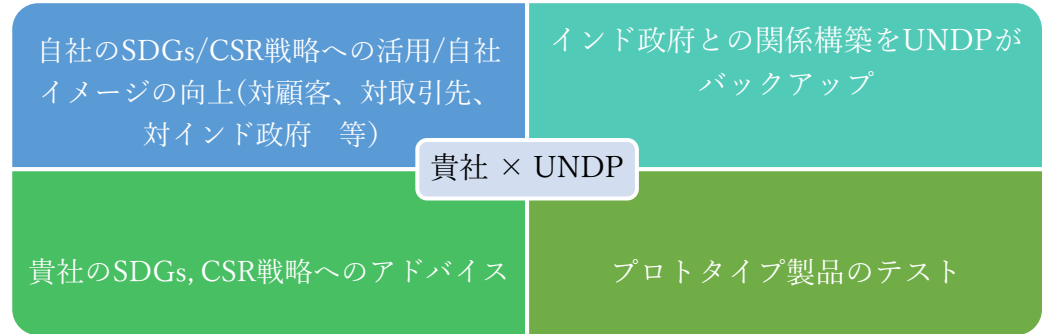 自社のSDGs/CSR戦略への活用/自社
イメージの向上(対顧客、対取引先、
対インド政府　等)
インド政府との関係構築をUNDPが
バックアップ
貴社 × UNDP
貴社のSDGs, CSR戦略へのアドバイス
プロトタイプ製品のテスト